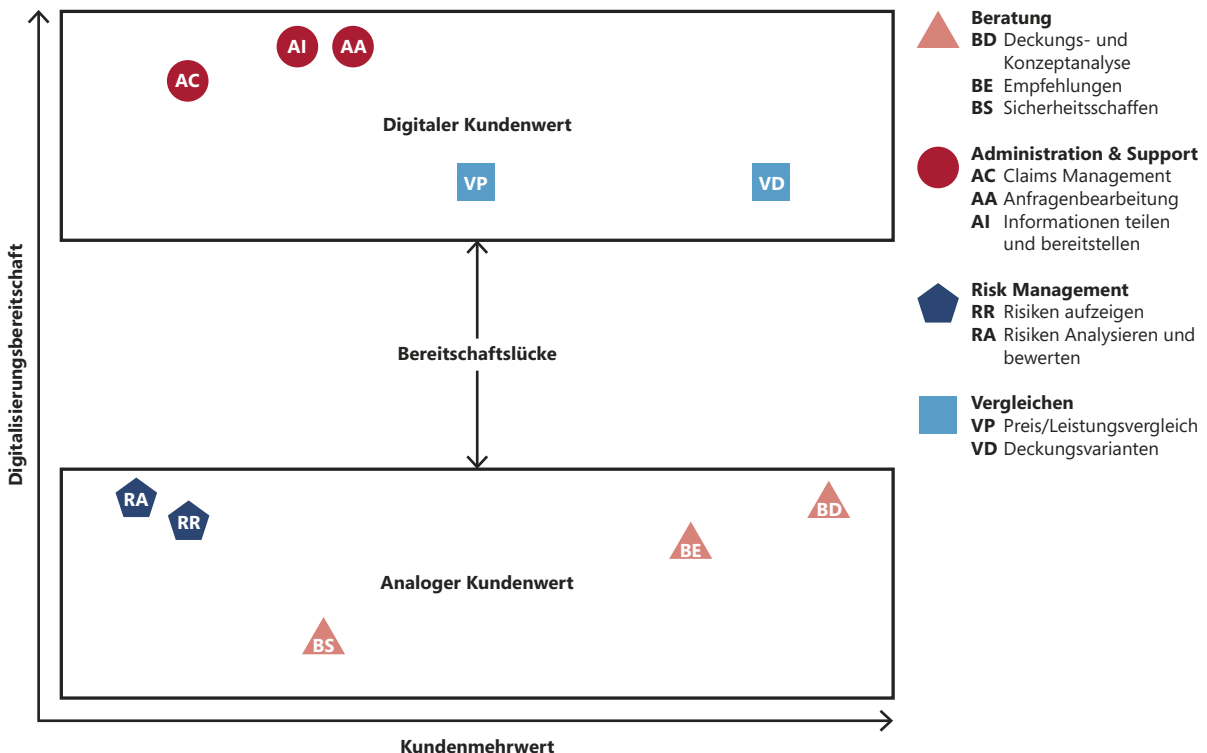 Digitalisierungsbereitschaft
AI
AA
AC
Digitaler Kundenwert
VP
VD
Bereitschaftslücke
RA
RR
BD
BE
Analoger Kundenwert
BS
Kundenmehrwert
Beratung
BD Deckungs- und
Konzeptanalyse
BE Empfehlungen
BS Sicherheitsschaffen
Administration & Support
AC Claims Management
AA Anfragenbearbeitung
AI Informationen teilen
und bereitstellen
Risk Management
RR Risiken aufzeigen
RA Risiken Analysieren und
bewerten
Vergleichen
VP Preis/Leistungsvergleich
VD Deckungsvarianten